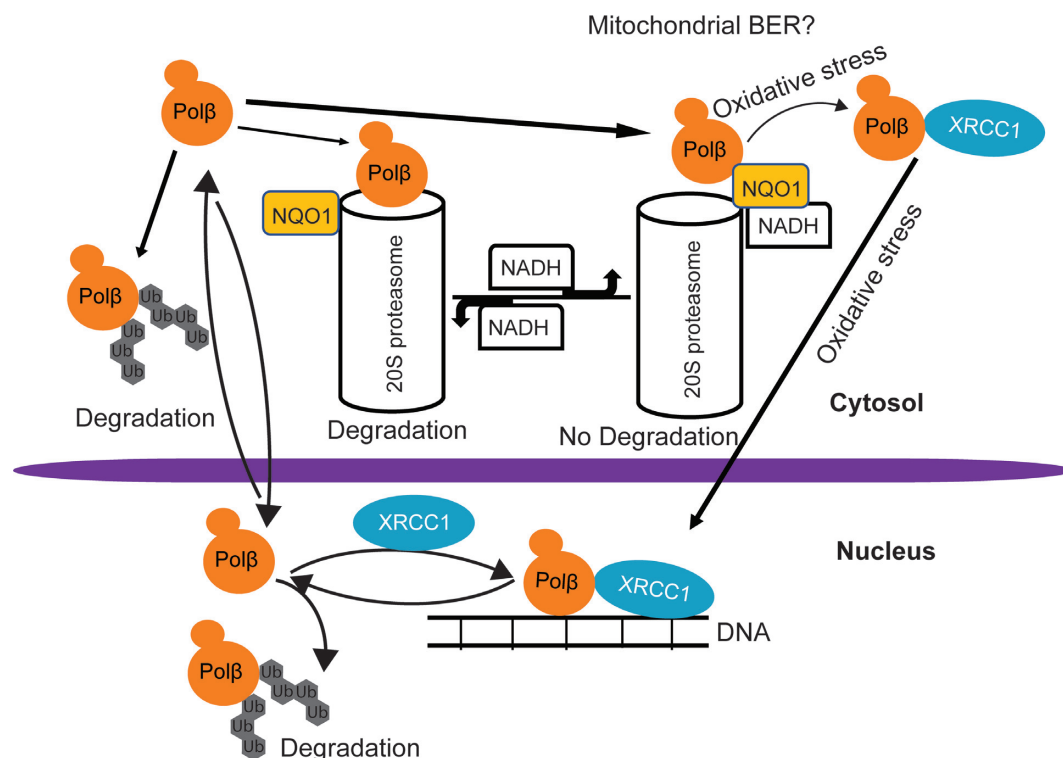 Mitochondrial BER?
Oxidative stress
Polβ
Polβ
Polβ
XRCC1
Polβ
NQO1
NQO1
NADH
20S proteasome
20S proteasome
NADH
NADH
Polβ
Ub
Ub
Ub
Ub
Ub
Ub
Ub
Oxidative stress
Degradation
Degradation
No Degradation
Cytosol
XRCC1
Nucleus
Polβ
Polβ
XRCC1
DNA
Polβ
Ub
Ub
Ub
Ub
Ub
Ub
Ub
Degradation